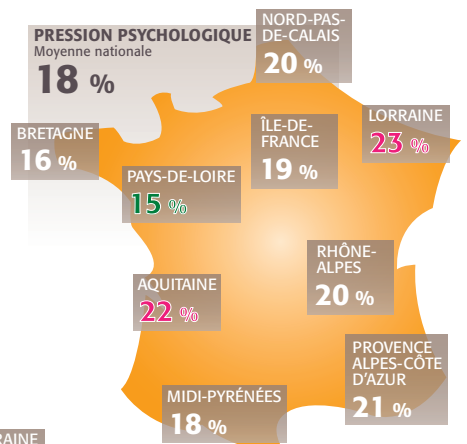 PRESSION PSYCHOLOGIQUE
Moyenne nationale
18 %
NORD-PAS-
DE-CALAIS
20 %
LORRAINE
23 %
ÎLE-DE-
FRANCE
19 %
BRETAGNE
16 %
PAYS-DE-LOIRE
15 %
RHÔNE-
ALPES
20 %
AQUITAINE
22 %
PROVENCE
ALPES-CÔTE
D'AZUR
21 %
MIDI-PYRÉNÉES
18 %